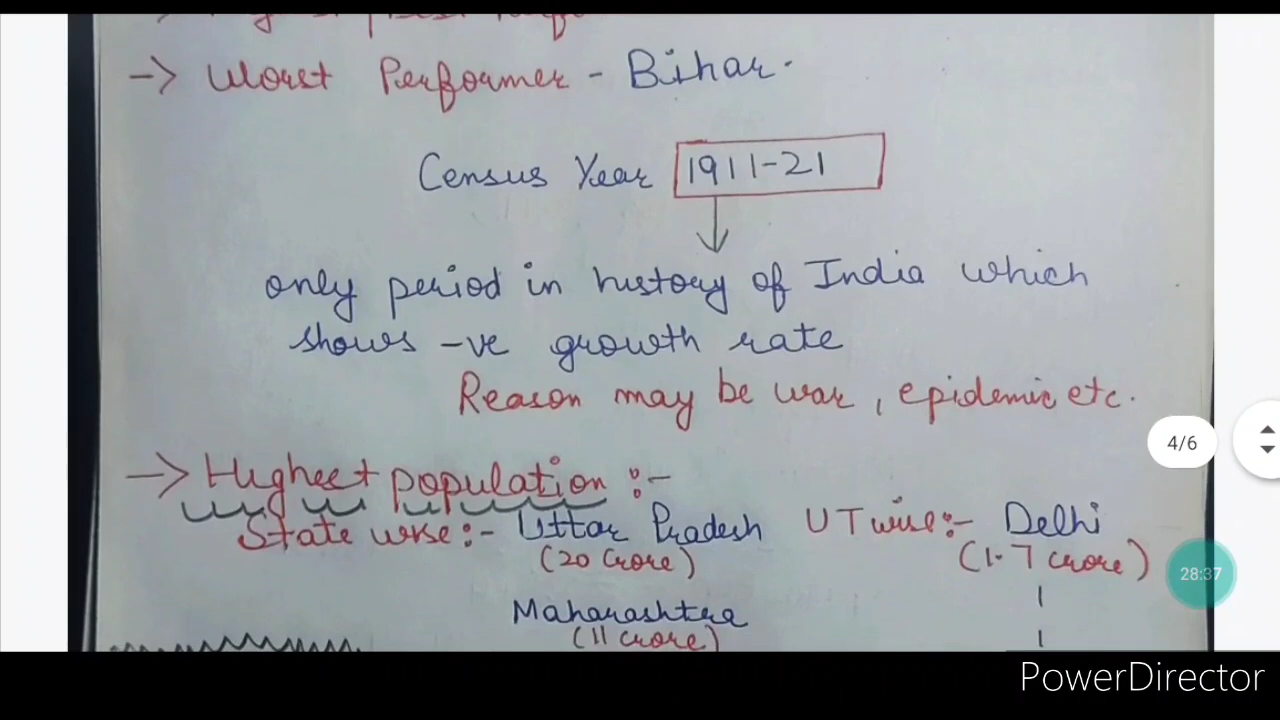 -> Worst Performer - Bihar.
Census Year 1911-21
only period in history of India which
shows -ve growth rate
Reason may be war, epidemic etc.
4/6
-> Highest population :-
State wise :- Uttar Pradesh UT wise :- Delhi
(20 Crore) (1.7 crore)
28:37
Maharashtra
(11 crore)
PowerDirector